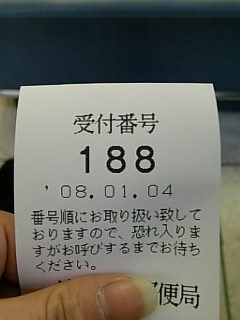 受付番号
188
'08.01.04
番号順にお取り扱い致して
おりますので、恐れ入りま
すがお呼びするまでお待ち
ください。
便局